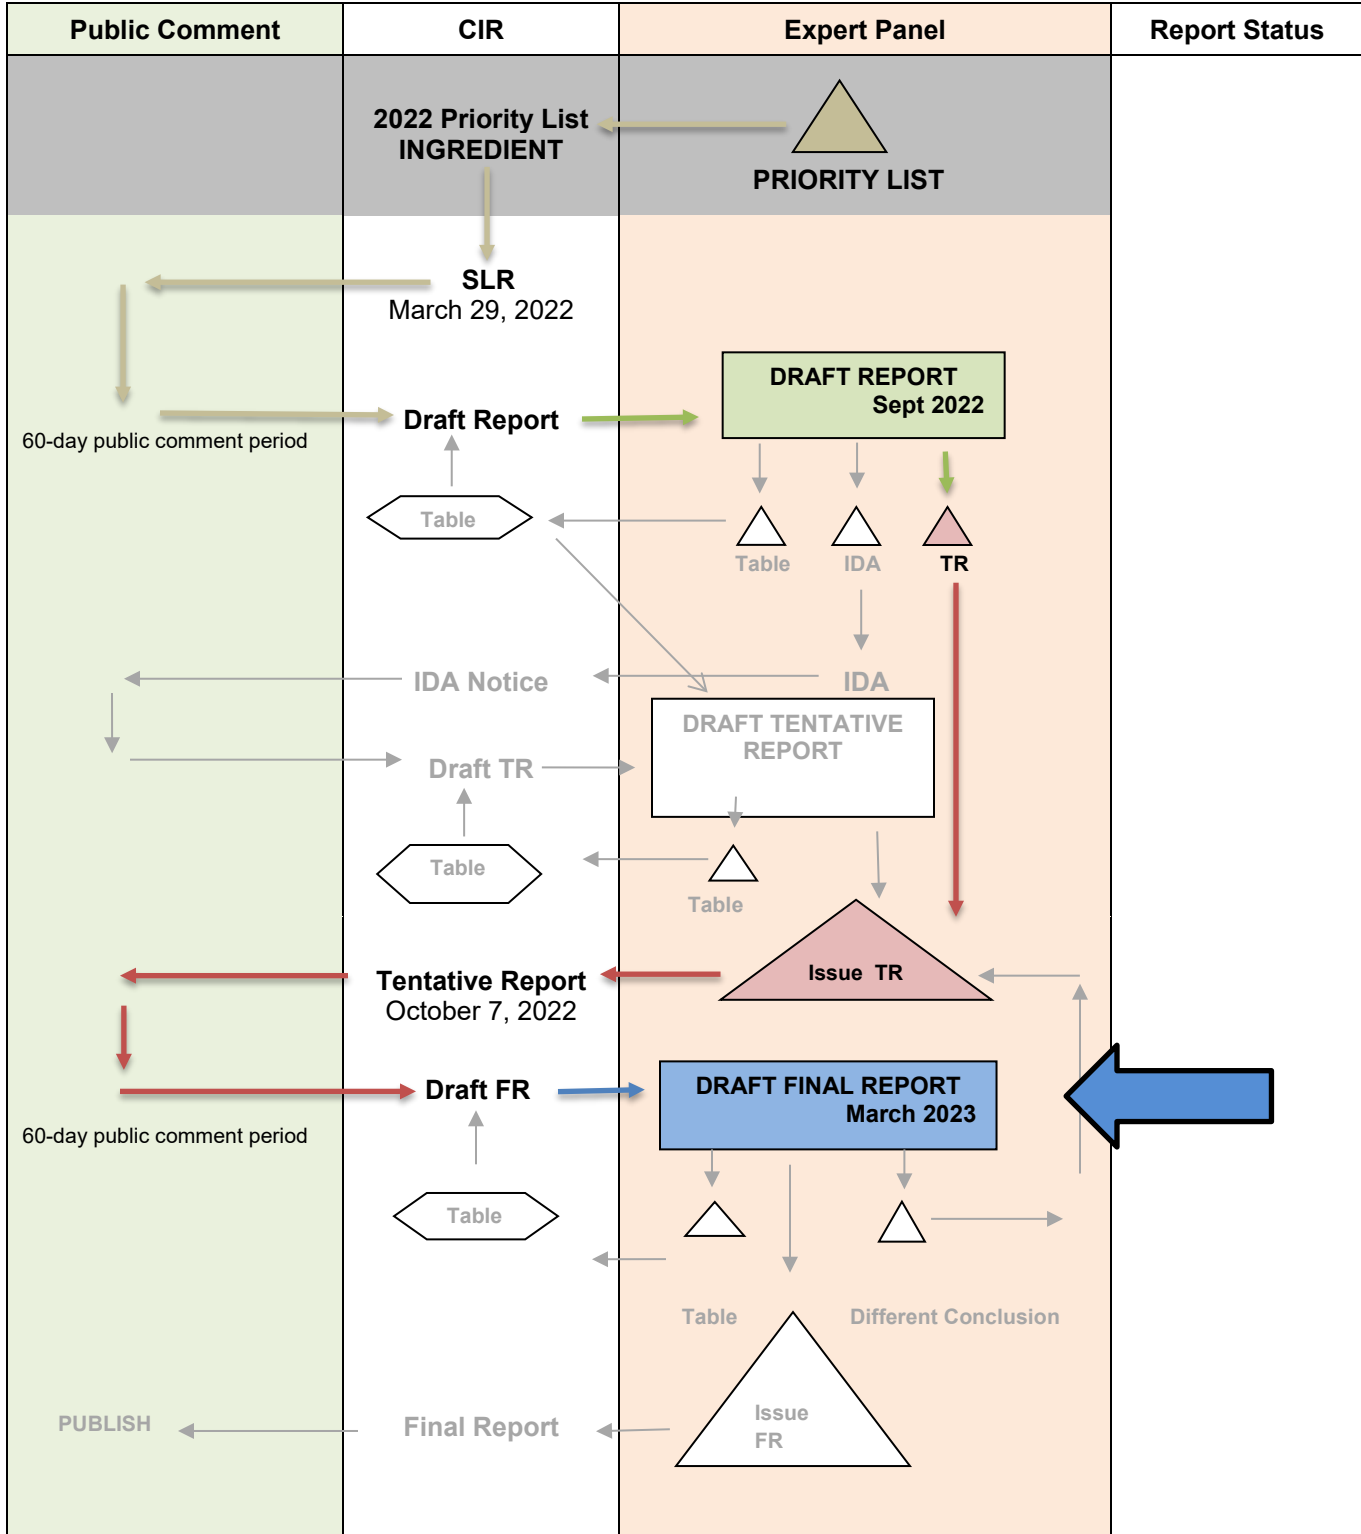 Public Comment
CIR
Expert Panel
Report Status
2022 Priority List
INGREDIENT
PRIORITY LIST
SLR
March 29, 2022
DRAFT REPORT
Sept 2022
60-day public comment period
Draft Report
Table
Table
IDA
TR
IDA Notice
IDA
DRAFT TENTATIVE
REPORT
Draft TR
Table
Table
Issue TR
Tentative Report
October 7, 2022
Draft FR
DRAFT FINAL REPORT
March 2023
60-day public comment period
Table
Table
Different Conclusion
PUBLISH
Final Report
Issue
FR